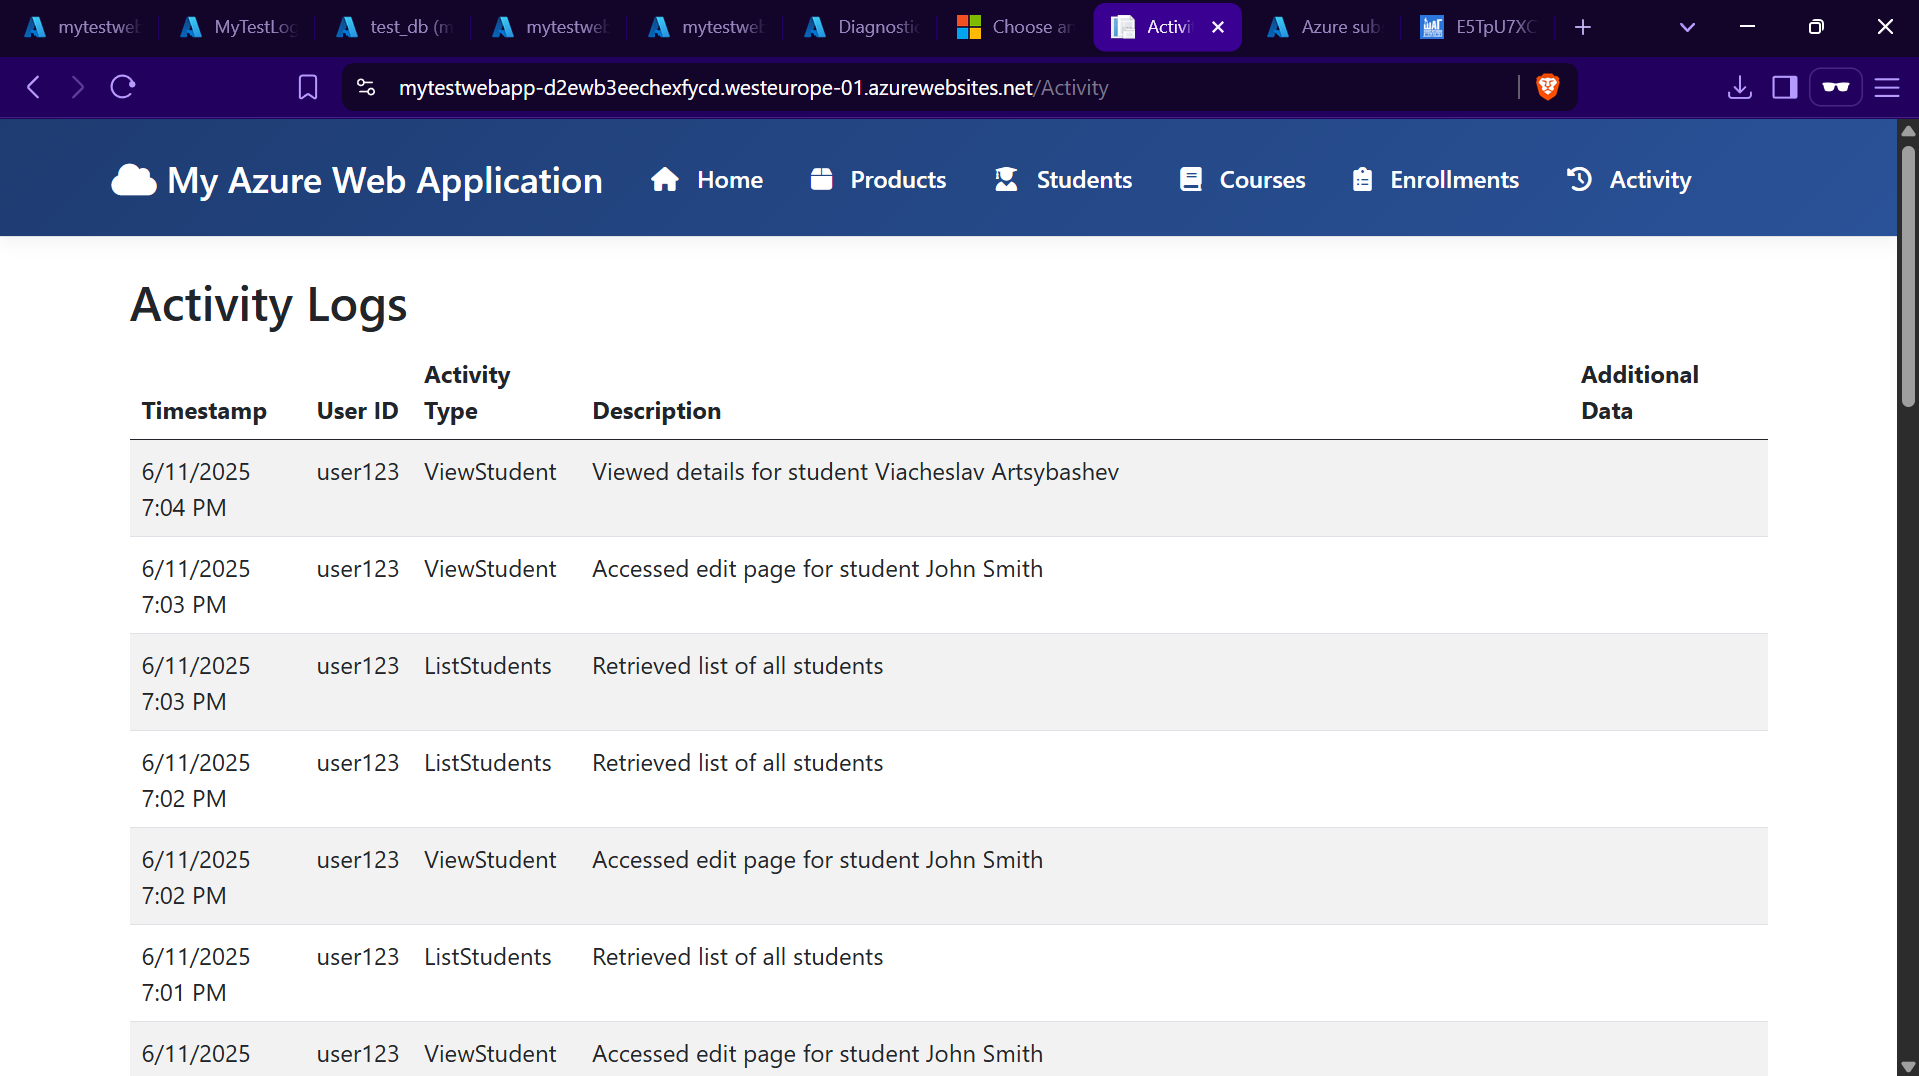 mytestweb
MyTestLog
test_db (m
mytestweb
mytestweb
Diagnostic
Choose an
Activi
Azure sub
E5TpU7XC
mytestwebapp-d2ewb3eechexfycd.westeurope-01.azurewebsites.net/Activity
My Azure Web Application
Home
Products
Students
Courses
Enrollments
Activity
Activity Logs
Timestamp User ID Activity Type Description Additional Data
6/11/2025 7:04 PM user123 ViewStudent Viewed details for student Viacheslav Artsybashev
6/11/2025 7:03 PM user123 ViewStudent Accessed edit page for student John Smith
6/11/2025 7:03 PM user123 ListStudents Retrieved list of all students
6/11/2025 7:02 PM user123 ListStudents Retrieved list of all students
6/11/2025 7:02 PM user123 ViewStudent Accessed edit page for student John Smith
6/11/2025 7:01 PM user123 ListStudents Retrieved list of all students
6/11/2025 user123 ViewStudent Accessed edit page for student John Smith